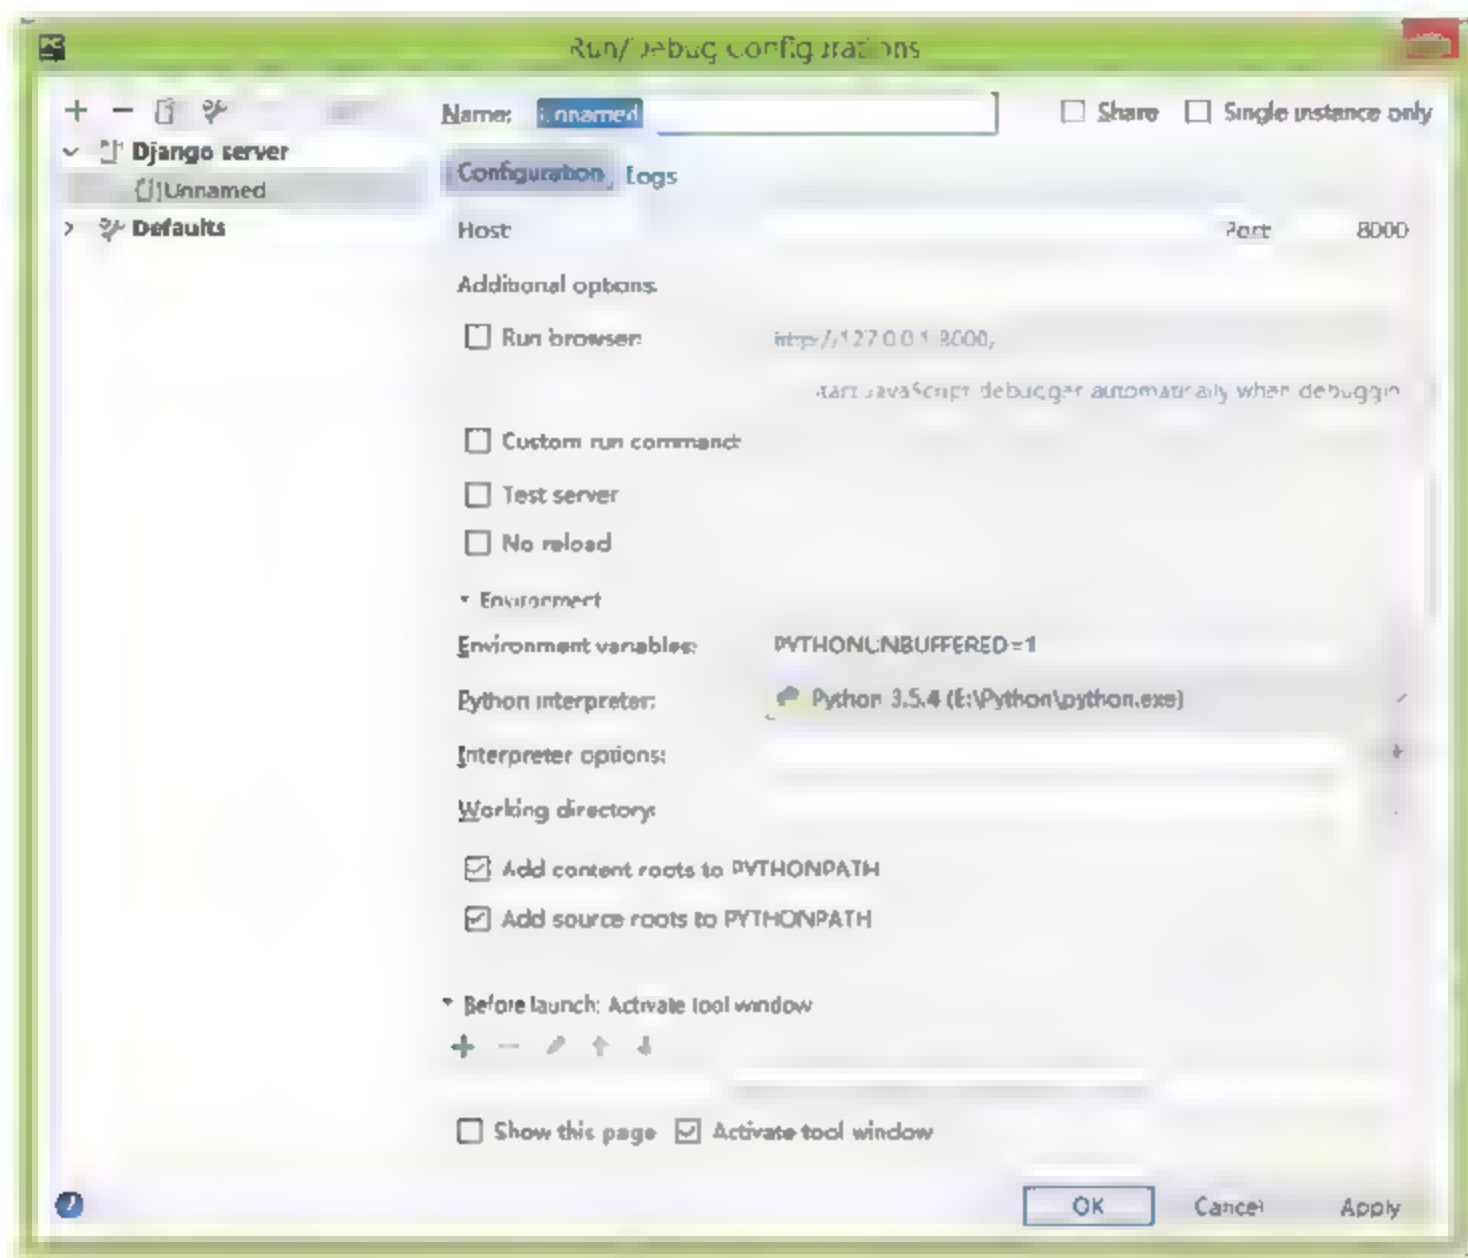 Run/Debug Configurations
Name: Unnamed Share Single instance only
Django server
Unnamed
Defaults
Configuration Logs
Host: Port: 8000
Additional options:
Run browser: http://127.0.0.1:8000/
JavaScript debugger automatically when
Custom run command:
Test server
No reload
Environment
Environment variables: PYTHONUNBUFFERED=1
Python interpreter: Python 3.5.4 (E:\Python\python.exe)
Interpreter options:
Working directory:
Add content roots to PYTHONPATH
Add source roots to PYTHONPATH
Before launch: Activate tool window
Show this page Activate tool window
OK Cancel Apply